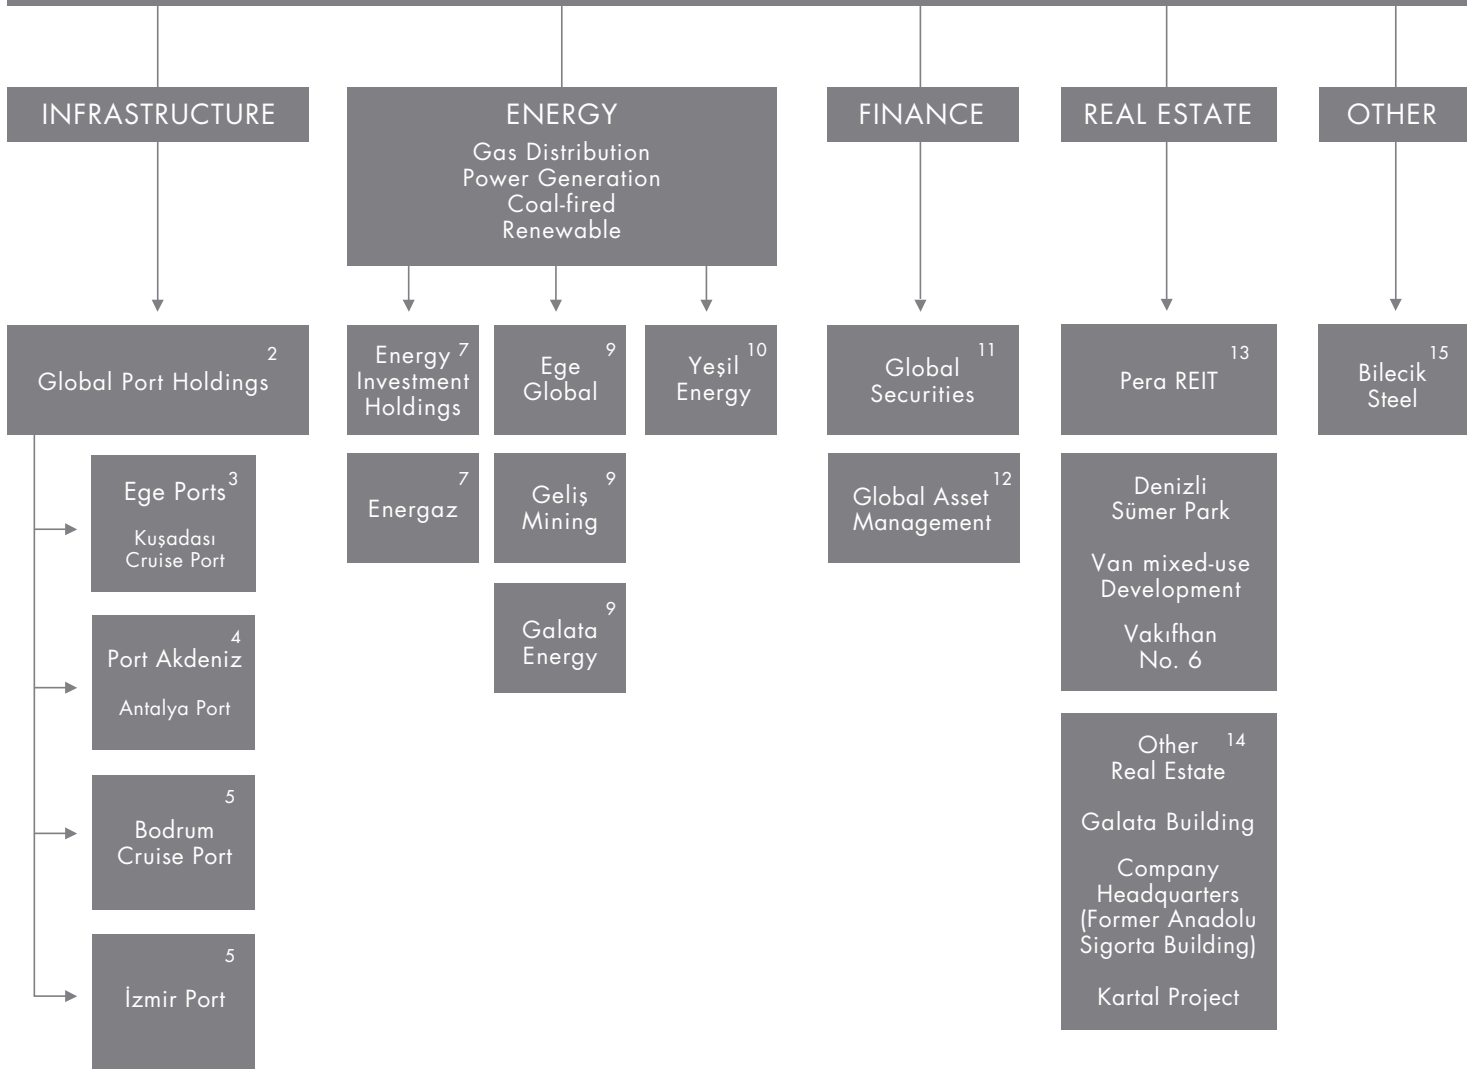 INFRASTRUCTURE
ENERGY
Gas Distribution
Power Generation
Coal-fired
Renewable
FINANCE
REAL ESTATE
OTHER
2
Global Port Holdings
3
Ege Ports
Kuşadası
Cruise Port
4
Port Akdeniz
Antalya Port
5
Bodrum
Cruise Port
5
İzmir Port
7
Energy
Investment
Holdings
7
Energaz
9
Ege
Global
9
Geliş
Mining
9
Galata
Energy
10
Yeşil
Energy
11
Global
Securities
12
Global Asset
Management
13
Pera REIT
Denizli
Sümer Park
Van mixed-use
Development
Vakıfhan
No. 6
14
Other
Real Estate
Galata Building
Company
Headquarters
(Former Anadolu
Sigorta Building)
Kartal Project
15
Bilecik
Steel